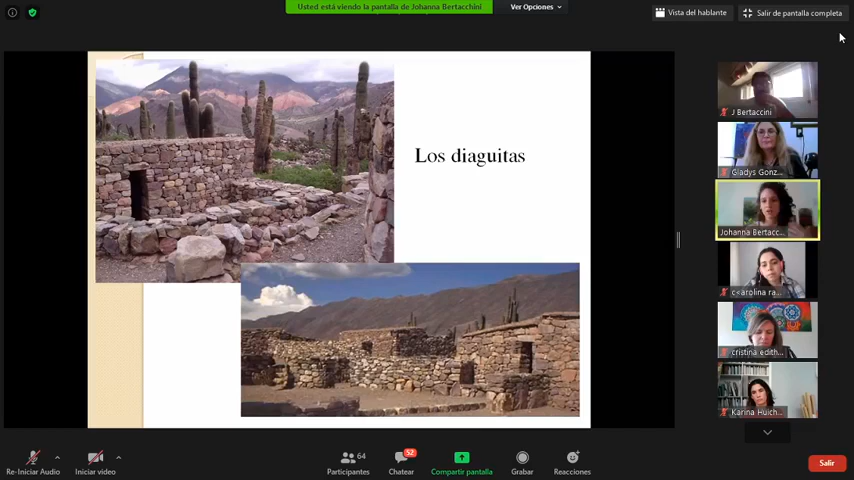 Usted está viendo la pantalla de Johanna Bertacchini
Ver Opciones
Vista del hablante
Salir de pantalla completa
Los diaguitas
J Bertaccini
Gladys Gonz...
Johanna Bertacc...
c«arolina ra...
cristina edith...
Karina Huich...
Re-Iniciar Audio
Iniciar video
64
Participantes
52
Chatear
Compartir pantalla
Grabar
Reacciones
Salir